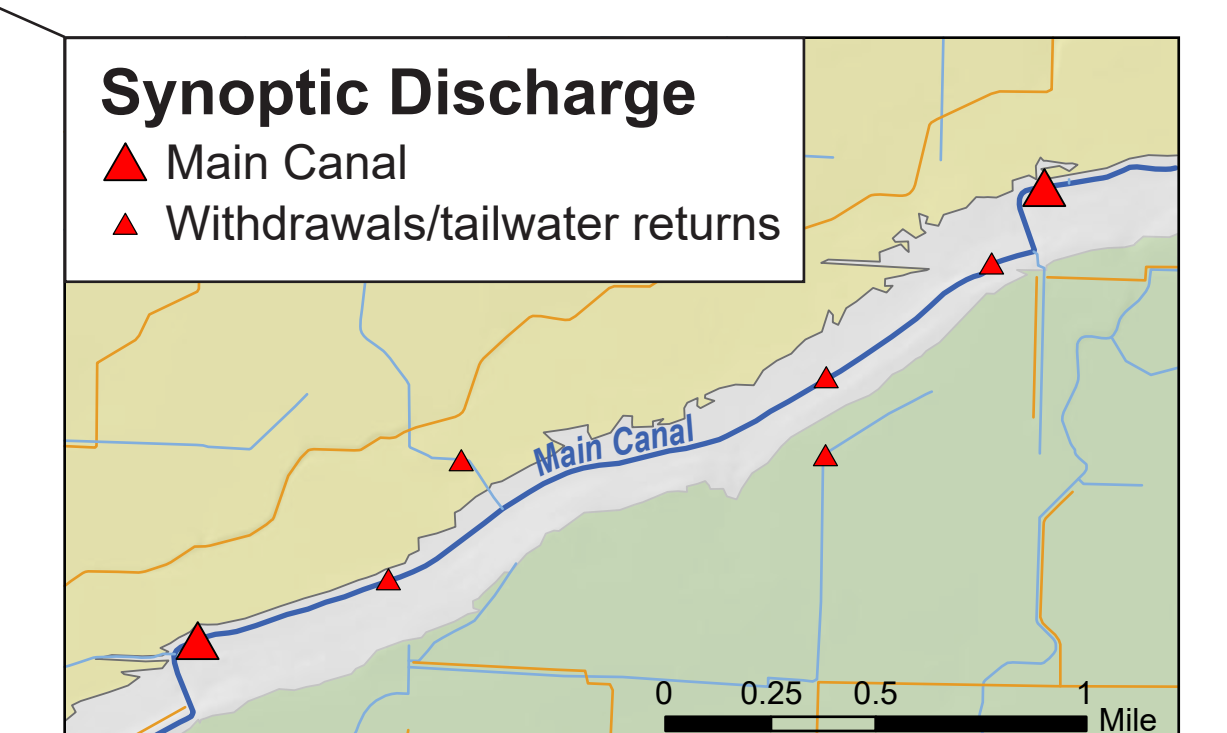 Synoptic Discharge
Main Canal
Withdrawals/tailwater returns
Main Canal
0 0.25 0.5 1
Mile